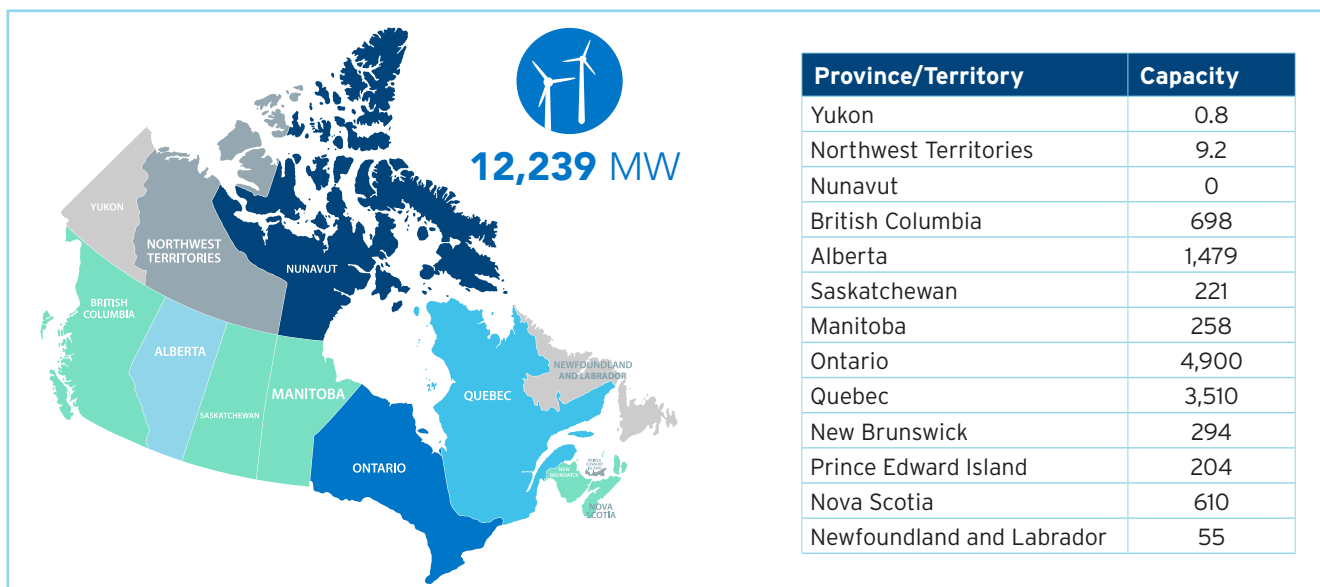 12,239 MW
YUKON
NORTHWEST
TERRITORIES
NUNAVUT
BRITISH
COLUMBIA
ALBERTA
SASKATCHEWAN
MANITOBA
ONTARIO
QUEBEC
NEWFOUNDLAND
AND LABRADOR
PRINCE
EDWARD
ISLAND
NEW
BRUNSWICK
NOVA
SCOTIA
Province/Territory Capacity
Yukon 0.8
Northwest Territories 9.2
Nunavut 0
British Columbia 698
Alberta 1,479
Saskatchewan 221
Manitoba 258
Ontario 4,900
Quebec 3,510
New Brunswick 294
Prince Edward Island 204
Nova Scotia 610
Newfoundland and Labrador 55